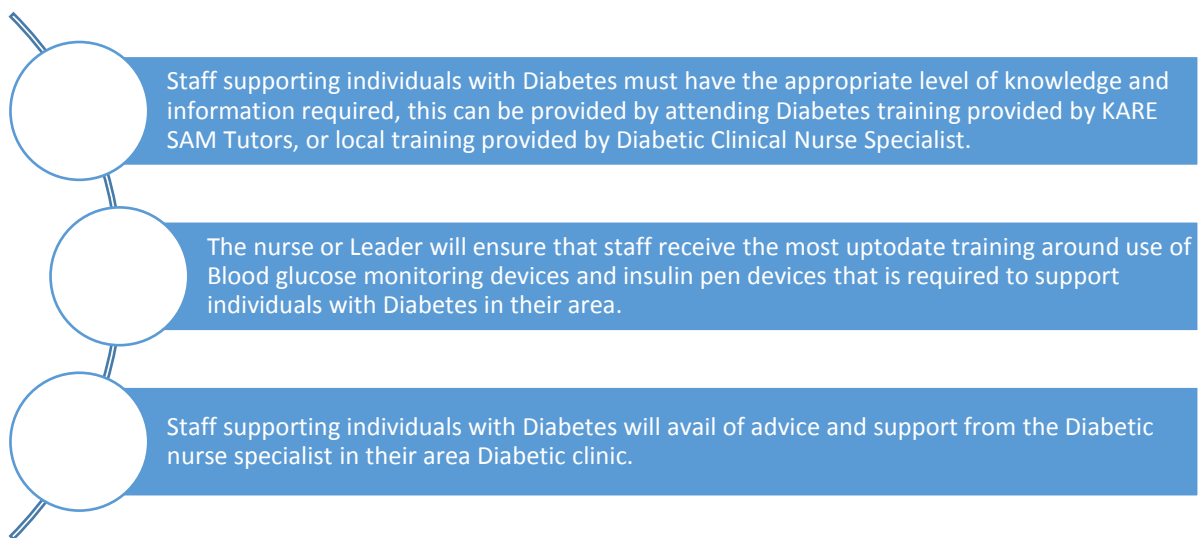 Staff supporting individuals with Diabetes must have the appropriate level of knowledge and
information required, this can be provided by attending Diabetes training provided by KARE
SAM Tutors, or local training provided by Diabetic Clinical Nurse Specialist.
The nurse or Leader will ensure that staff receive the most uptodate training around use of
Blood glucose monitoring devices and insulin pen devices that is required to support
individuals with Diabetes in their area.
Staff supporting individuals with Diabetes will avail of advice and support from the Diabetic
nurse specialist in their area Diabetic clinic.